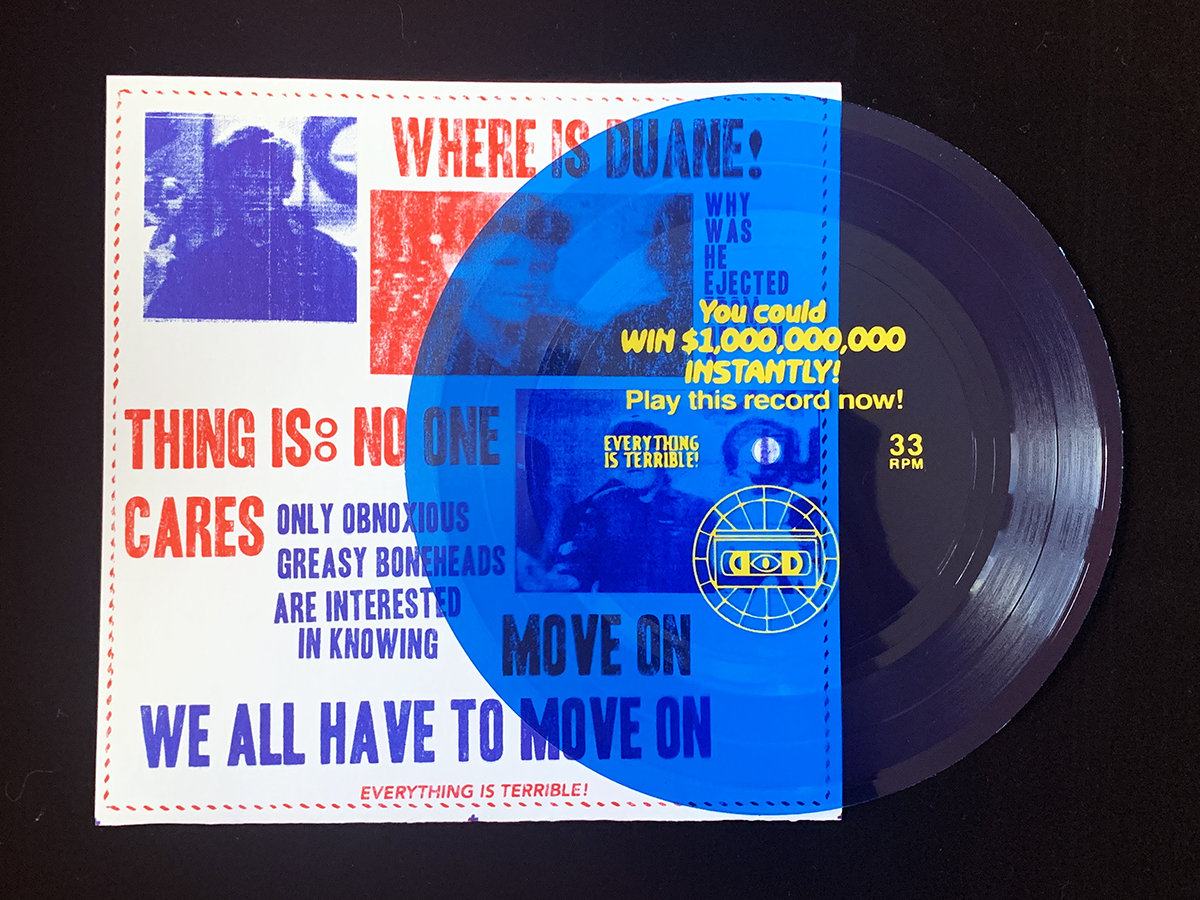 WHERE IS DUANE!
WHY
WAS
HE
EJECTED
FROM
You could
WIN $1,000,000,000
INSTANTLY!
Play this record now!
EVERYTHING
IS TERRIBLE!
33
RPM
THING IS: NO ONE
CARES
ONLY OBNOXIOUS
GREASY BONEHEADS
ARE INTERESTED
IN KNOWING
MOVE ON
WE ALL HAVE TO MOVE ON
EVERYTHING IS TERRIBLE!